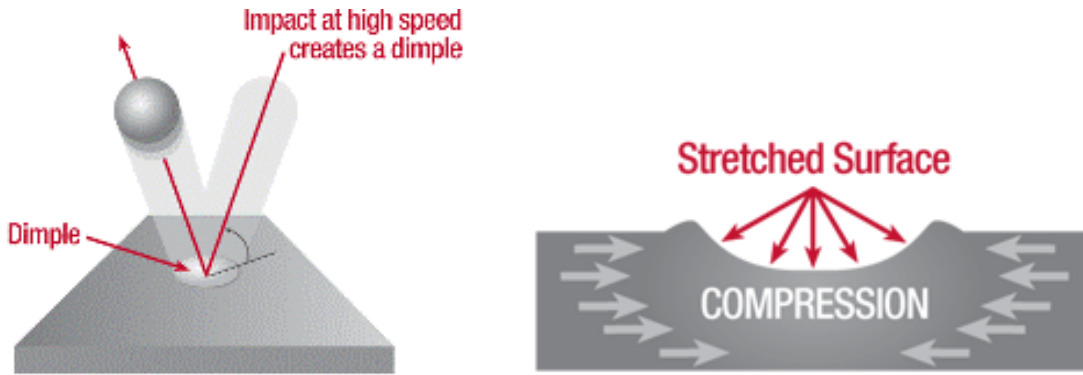 Impact at high speed
creates a dimple
Dimple
Stretched Surface
COMPRESSION